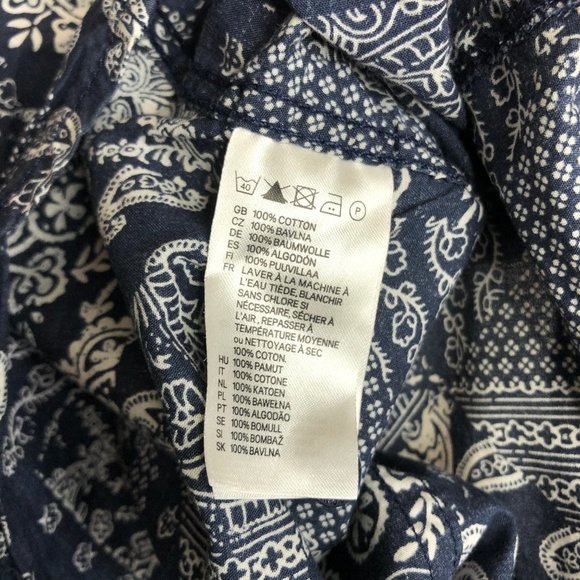 40 P
GB 100% COTTON
CZ 100% BAVLNA
DE 100% BAUMWOLLE
ES 100% ALGODÓN
FI 100% PUUVILLAA
FR LAVER À LA MACHINE À
L'EAU TIÈDE, BLANCHIR
SANS CHLORE SI
NÉCESSAIRE, SÉCHER À
L'AIR, REPASSER À
TEMPÉRATURE MOYENNE
ou NETTOYAGE À SEC
100% COTON.
HU 100% PAMUT
IT 100% COTONE
NL 100% KATOEN
PL 100% BAWEŁNA
PT 100% ALGODÃO
SE 100% BOMULL
SI 100% BOMBAŽ
SK 100% BAVLNA